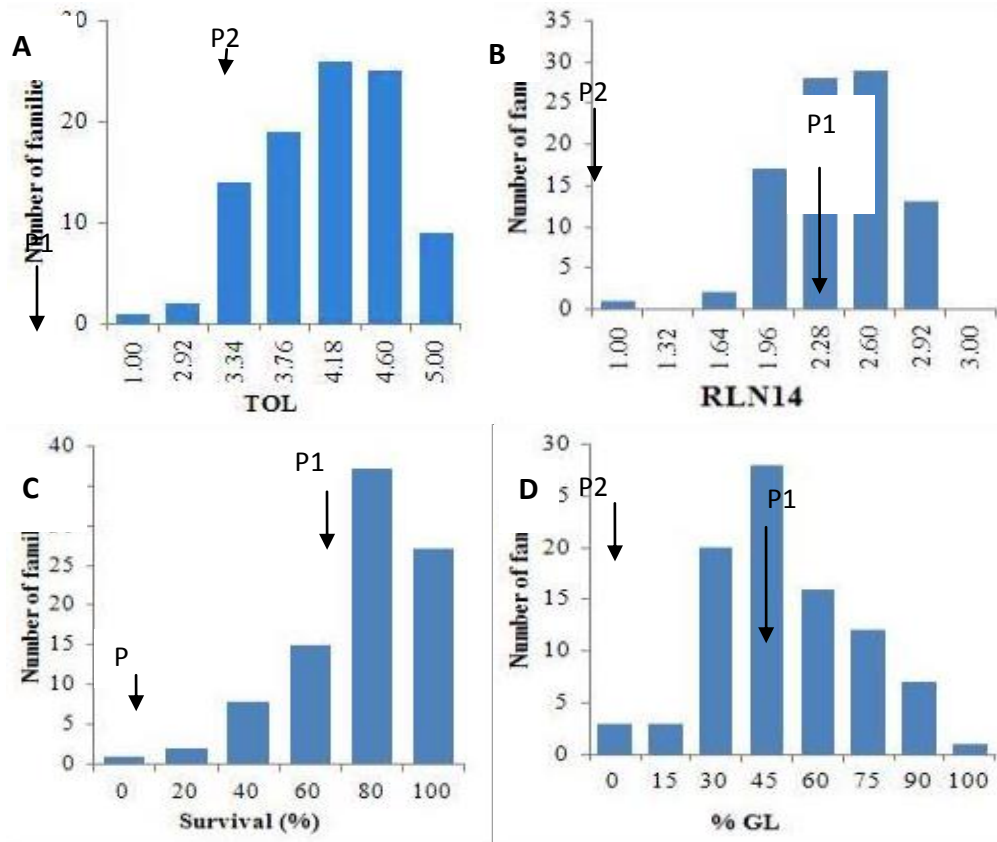 A
Number of familie
20
10
0
P2
P1
1.00 2.92 3.34 3.76 4.18 4.60 5.00
TOL
B
Number of fam
35
30
25
20
15
10
5
0
P2
P1
1.00 1.32 1.64 1.96 2.28 2.60 2.92 3.00
RLN14
C
Number of famil
40
25
20
15
10
5
0
P1
P
0 20 40 60 80 100
Survival (%)
D
Number of fan
30
5
20
15
10
5
0
P2
P1
0 15 30 45 60 75 90 100
% GL